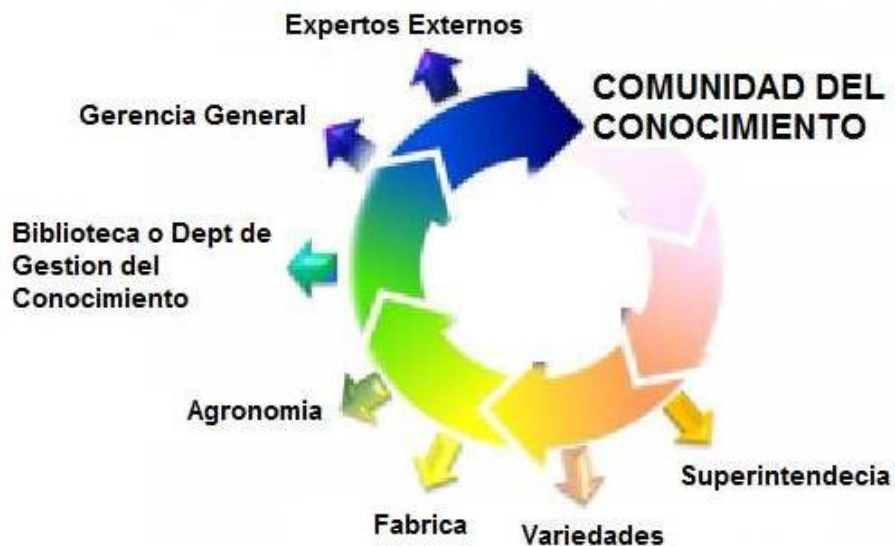 Expertos Externos
COMUNIDAD DEL
CONOCIMIENTO
Gerencia General
Biblioteca o Dept de
Gestion del
Conocimiento
Agronomia
Superintendecia
Fabrica
Variedades